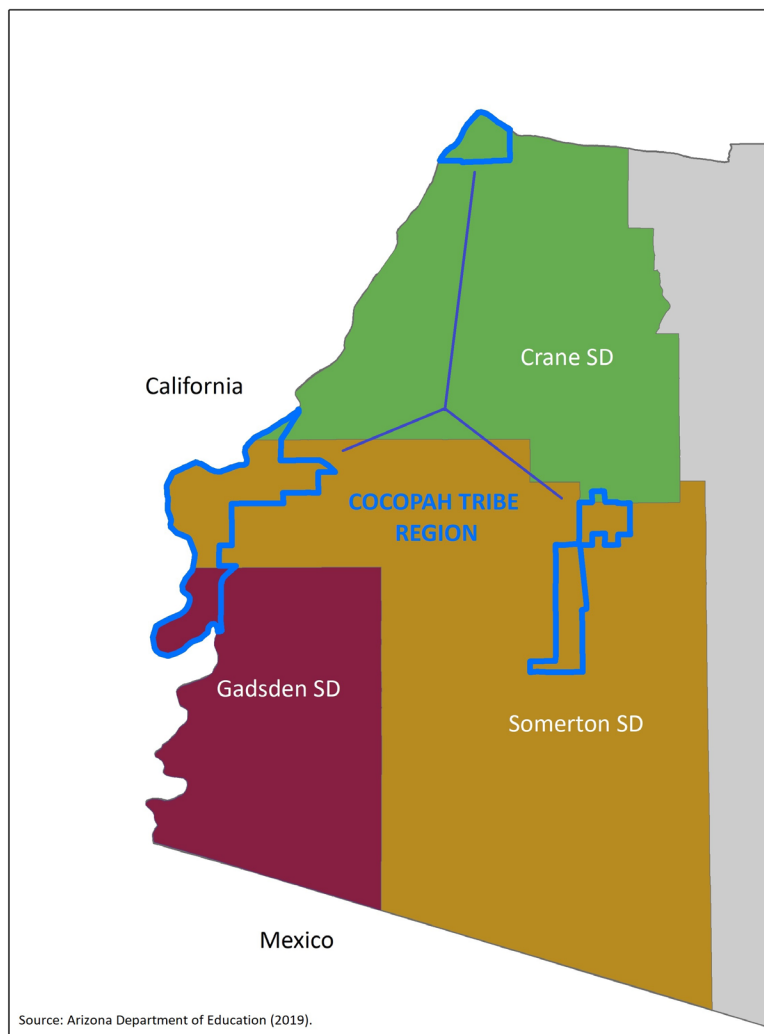 Crane SD
California
COCOPAH TRIBE
REGION
Gadsden SD
Somerton SD
Mexico
Source: Arizona Department of Education (2019).